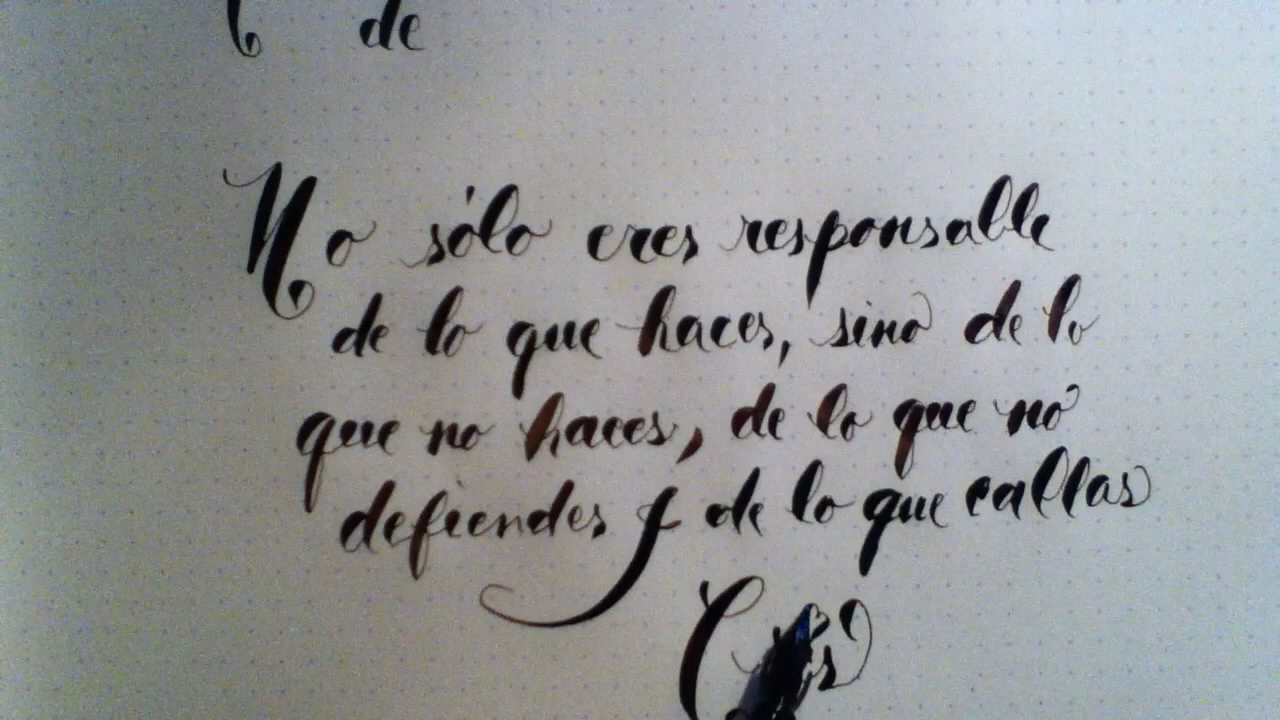 de
No sólo eres responsable
de lo que haces, sino de lo
que no haces, de lo que no
defiendes y de lo que callas